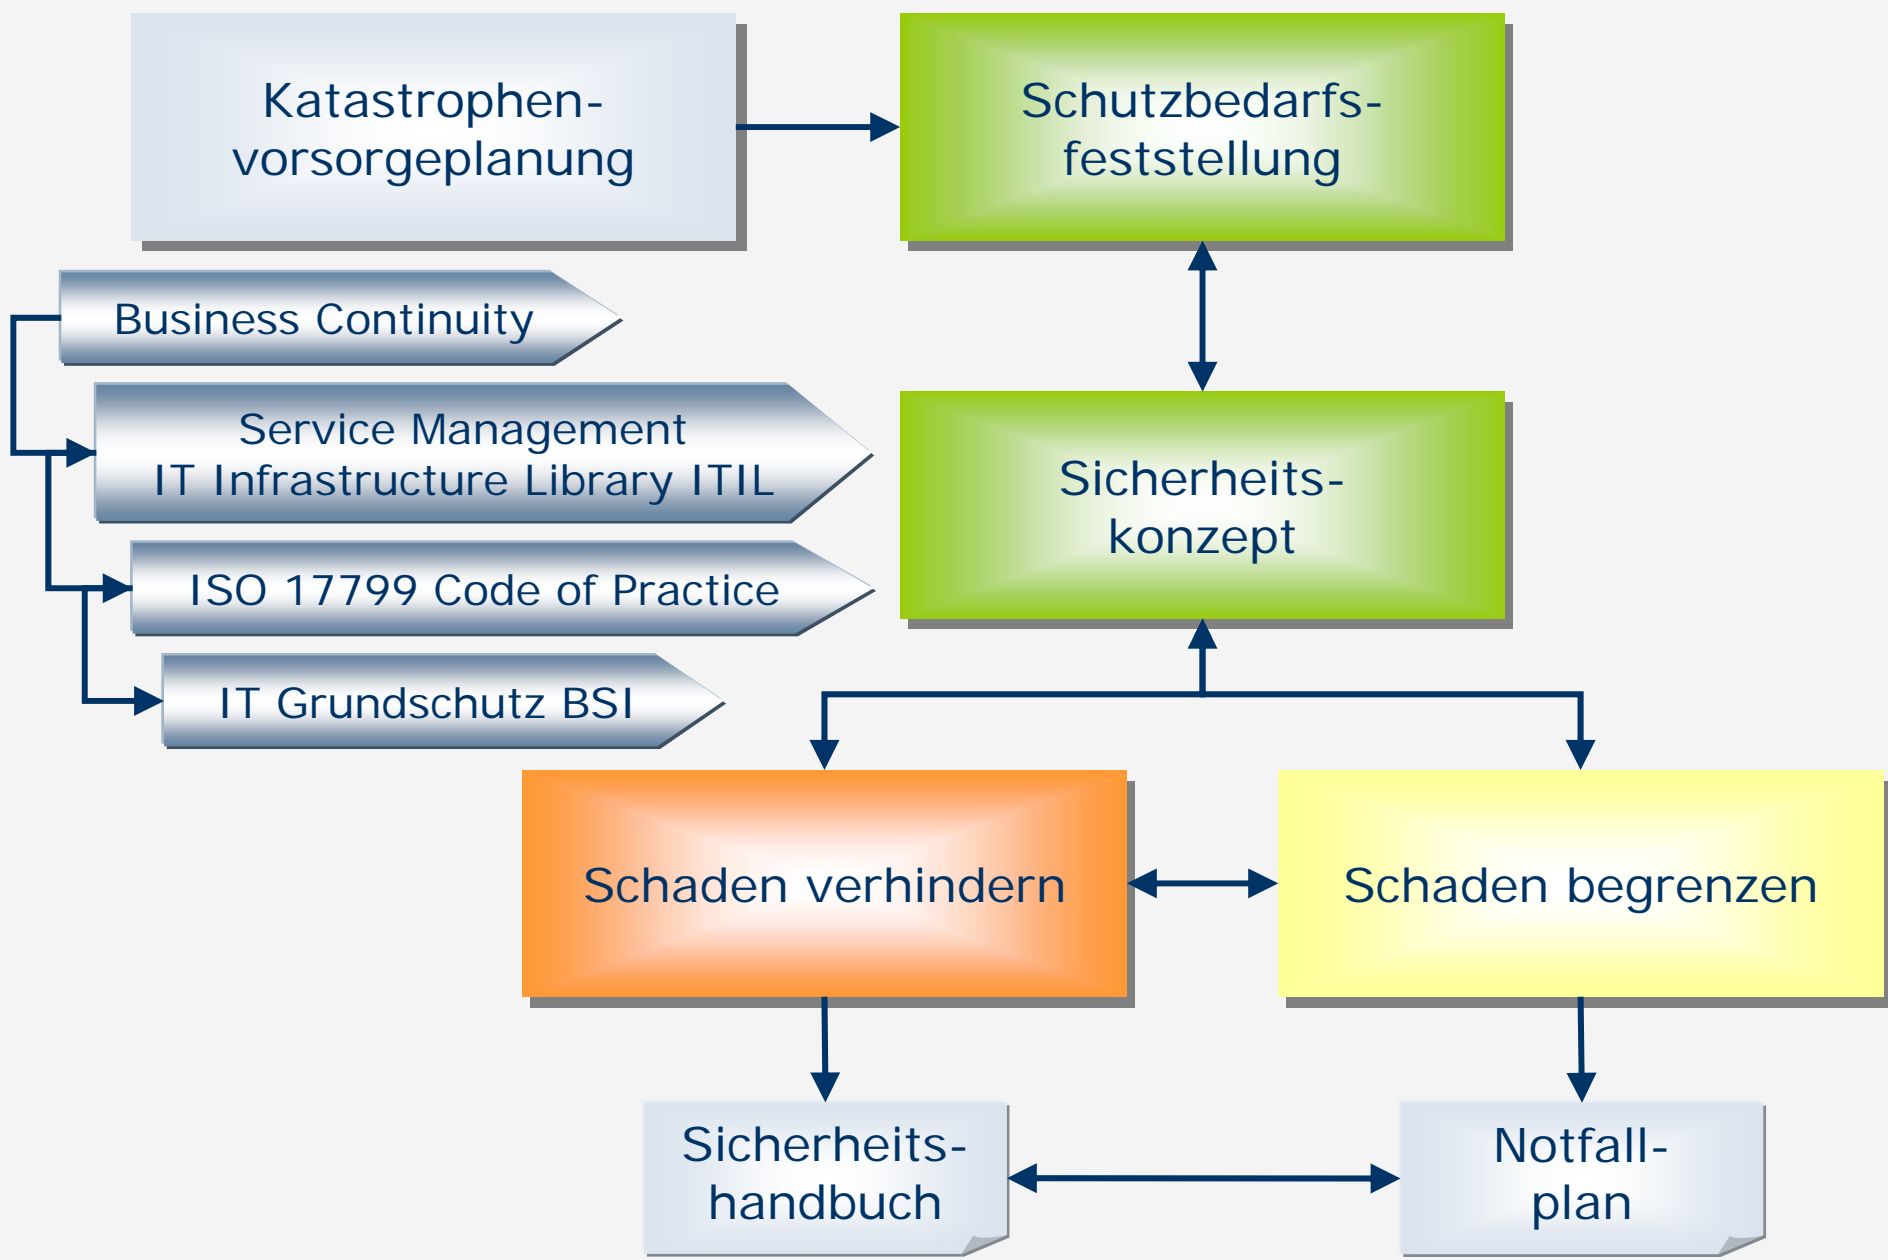 Katastrophen-
vorsorgeplanung
Schutzbedarfs-
feststellung
Business Continuity
Service Management
IT Infrastructure Library ITIL
ISO 17799 Code of Practice
IT Grundschutz BSI
Sicherheits-
konzept
Schaden verhindern
Schaden begrenzen
Sicherheits-
handbuch
Notfall-
plan